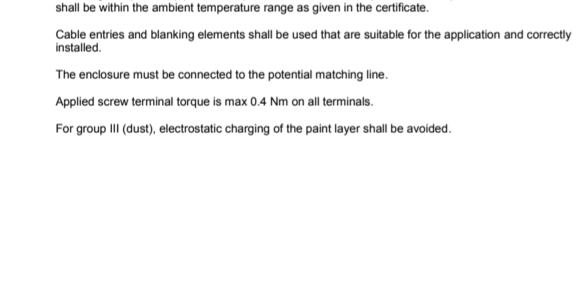 shall be within the ambient temperature range as given in the certificate.
Cable entries and blanking elements shall be used that are suitable for the application and correctly
installed.
The enclosure must be connected to the potential matching line.
Applied screw terminal torque is max 0.4 Nm on all terminals.
For group III (dust), electrostatic charging of the paint layer shall be avoided.